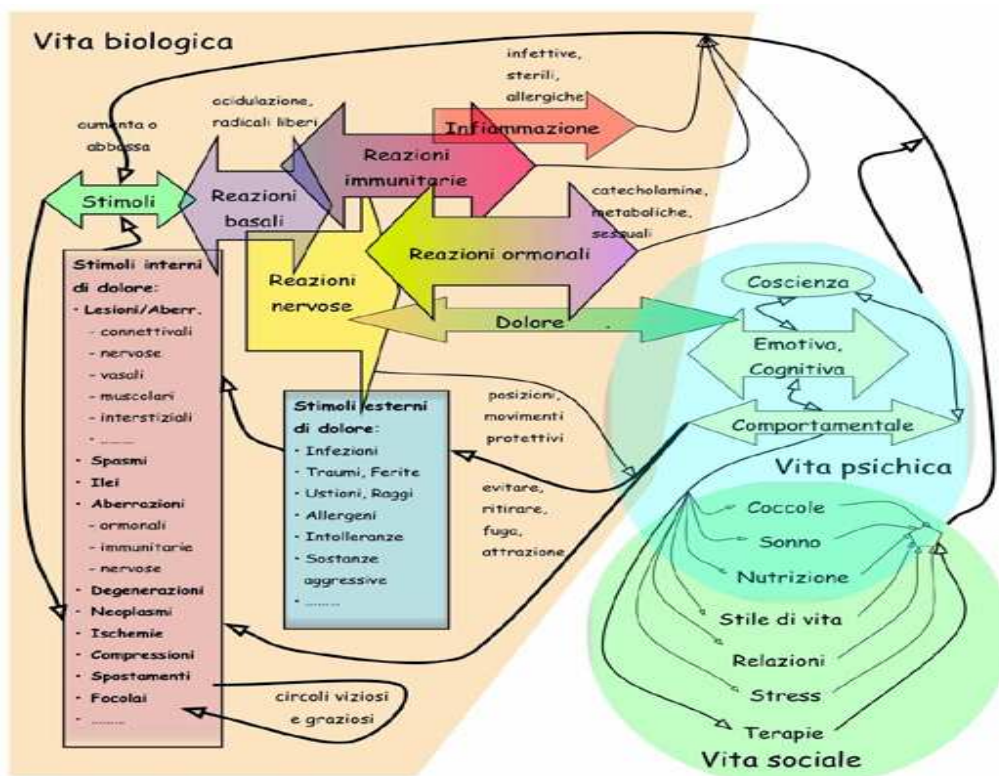 Vita biologica
infettive,
sterili,
allergiche
acidulazione,
radicali liberi
aumenta o
abbassa
Infiammazione
Reazioni
immunitarie
Stimoli
Reazioni
basali
catecholamine,
metaboliche,
sessuali
Reazioni ormonali
Reazioni
nervose
Dolore
Coscienza
Emotiva,
Cognitiva
Comportamentale
Vita psichica
Stimoli interni
di dolore:
· Lesioni/Aberr.
- connettivali
- nervose
- vasali
- muscolari
- interstiziali
· ………
· Spasmi
· Ilei
· Aberrazioni
- ormonali
- immunitarie
- nervose
· Degenerazioni
· Neoplasmi
· Ischemie
· Compressioni
· Spostamenti
· Focolai
· ………
Stimoli esterni
di dolore:
· Infezioni
· Traumi, Ferite
· Ustioni, Raggi
· Allergeni
· Intolleranze
· Sostanze
aggressive
· ………
posizioni,
movimenti
protettivi
evitare,
ritirare,
fuga,
attrazione
circoli viziosi
e graziosi
Coccole
Sonno
Nutrizione
Stile di vita
Relazioni
Stress
Terapie
Vita sociale